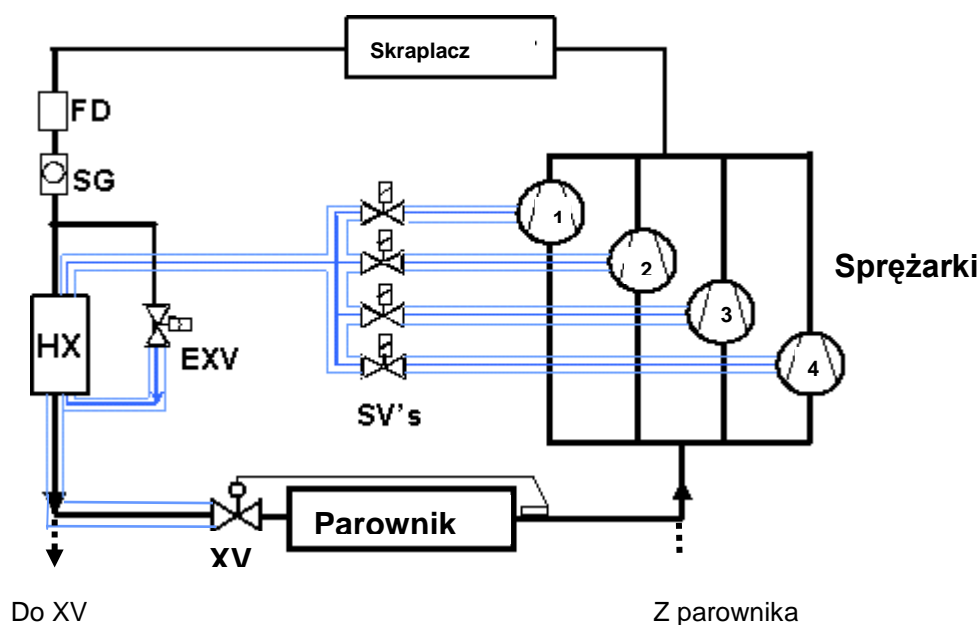 Skraplacz
FD
SG
1
2
Sprężarki
3
HX
EXV
4
SV's
Parownik
XV
Do XV
Z parownika